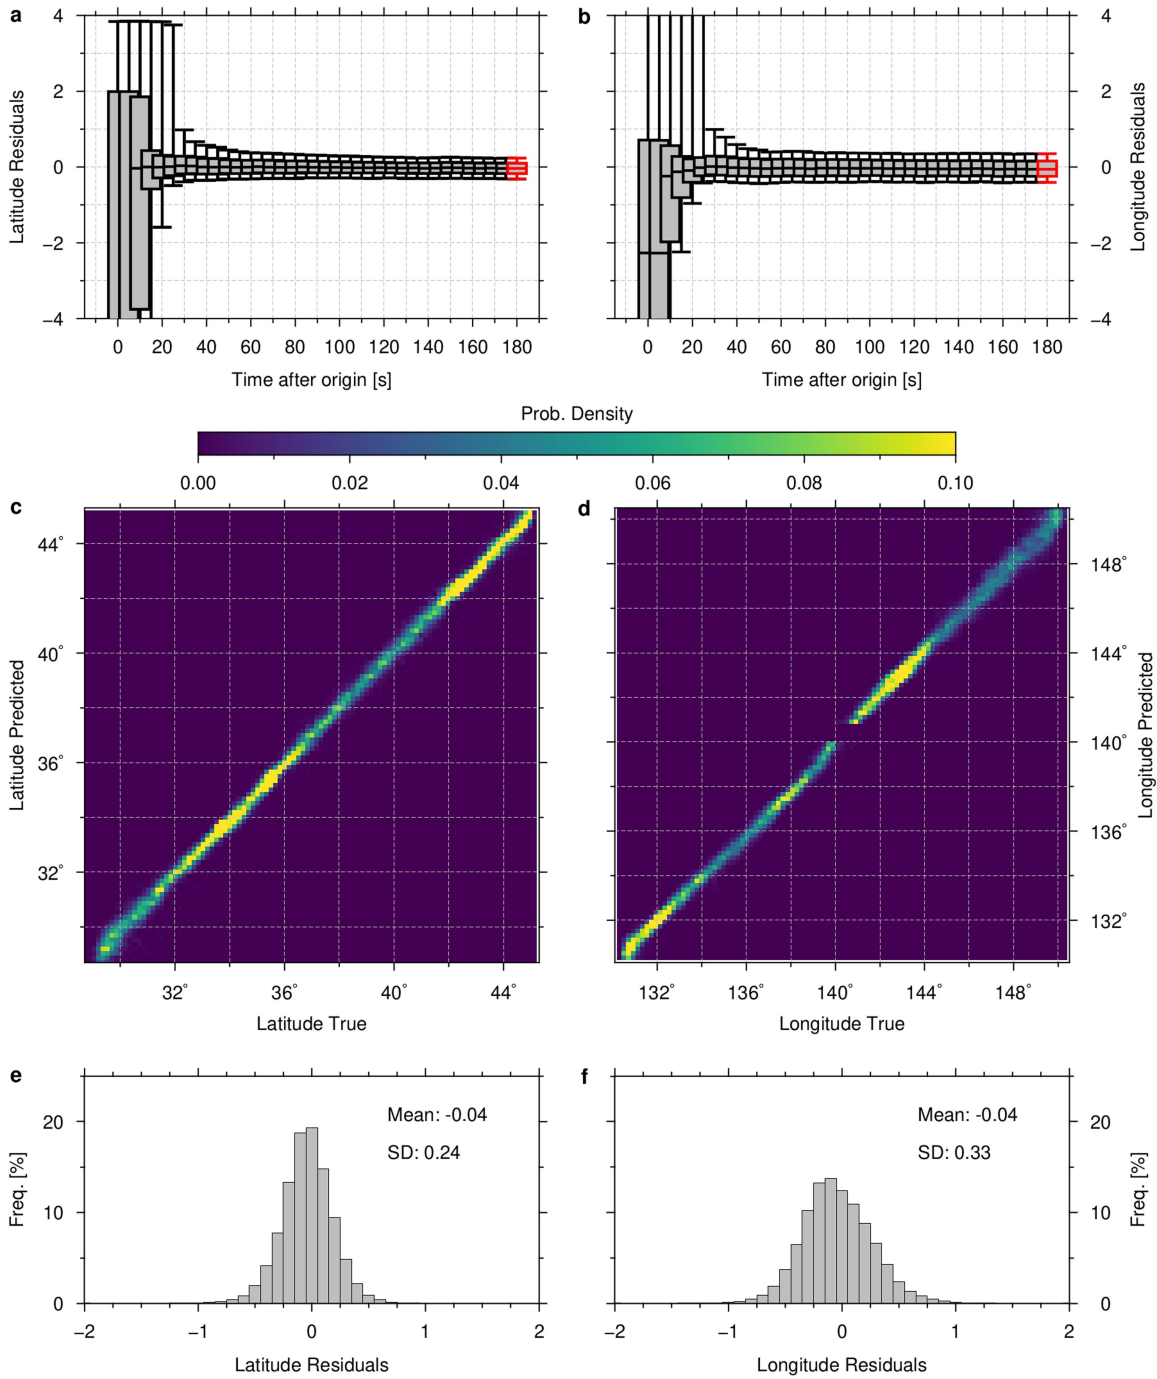 a
b
4
2
0
−2
−4
Latitude Residuals
4
2
0
−2
−4
Longitude Residuals
0 20 40 60 80 100 120 140 160 180
0 20 40 60 80 100 120 140 160 180
Time after origin [s]
Time after origin [s]
Prob. Density
0.00 0.02 0.04 0.06 0.08 0.10
c
d
44°
40°
36°
32°
Latitude Predicted
148°
144°
140°
136°
132°
Longitude Predicted
32° 36° 40° 44°
132° 136° 140° 144° 148°
Latitude True
Longitude True
e
f
20
10
0
Freq. [%]
Mean: -0.04
SD: 0.24
Mean: -0.04
SD: 0.33
20
10
0
Freq. [%]
−2 −1 0 1 2
−2 −1 0 1 2
Latitude Residuals
Longitude Residuals